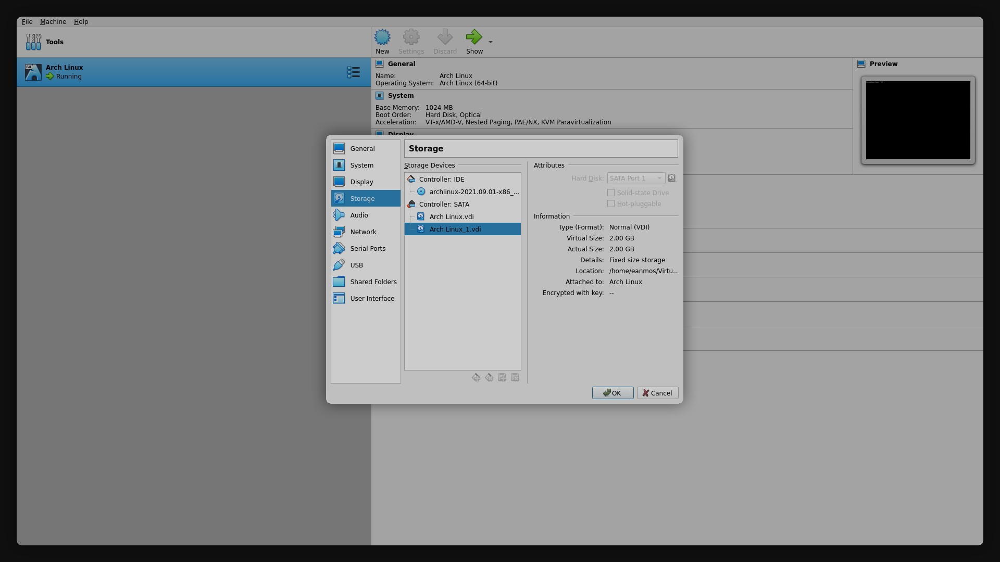 File Machine Help
Tools
New Settings Discard Show
64
Arch Linux
Running
General
Name: Arch Linux
Operating System: Arch Linux (64-bit)
System
Base Memory: 1024 MB
Boot Order: Hard Disk, Optical
Acceleration: VT-x/AMD-V, Nested Paging, PAE/NX, KVM Paravirtualization
Display
Preview
General
System
Display
Storage
Audio
Network
Serial Ports
USB
Shared Folders
User Interface
Storage
Storage Devices
Controller: IDE
archlinux-2021.09.01-x86_...
Controller: SATA
Arch Linux.vdi
Arch Linux_1.vdi
Attributes
Hard Disk: SATA Port 1
Solid-state Drive
Hot-pluggable
Information
Type (Format): Normal (VDI)
Virtual Size: 2.00 GB
Actual Size: 2.00 GB
Details: Fixed size storage
Location: /home/eanmos/Virtu...
Attached to: Arch Linux
Encrypted with key: --
OK Cancel